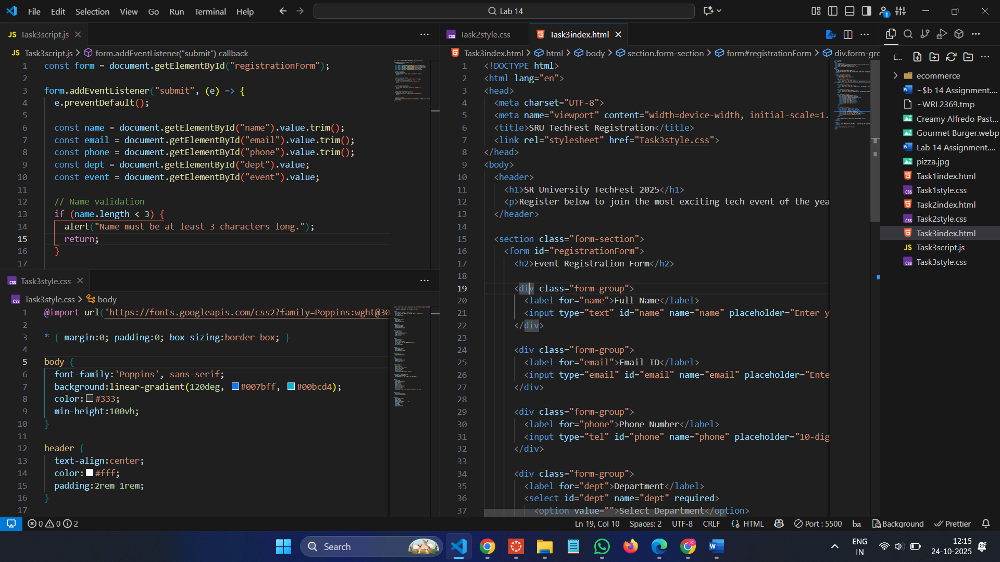 File Edit Selection View Go Run Terminal Help
Lab 14
1
JS Task3script.js
JS Task3script.js > form.addEventListener("submit") callback
1 const form = document.getElementById("registrationForm");
2
3 form.addEventListener("submit", (e) => {
4 e.preventDefault();
5
6 const name = document.getElementById("name").value.trim();
7 const email = document.getElementById("email").value.trim();
8 const phone = document.getElementById("phone").value.trim();
9 const dept = document.getElementById("dept").value;
10 const event = document.getElementById("event").value;
11
12 // Name validation
13 if (name.length < 3) {
14 alert("Name must be at least 3 characters long.");
15 return;
16 }
17
css Task3style.css
css Task3style.css > body
1 @import url('https://fonts.googleapis.com/css2?family=Poppins:wght@30
2
3 * { margin:0; padding:0; box-sizing:border-box; }
4
5 body {
6 font-family:'Poppins', sans-serif;
7 background:linear-gradient(120deg, #007bff, #00bcd4);
8 color:#333;
9 min-height:100vh;
10 }
11
12 header {
13 text-align:center;
14 color:#fff;
15 padding:2rem 1rem;
16 }
17
css Task2style.css
Task3index.html
Task3index.html > html > body > section.form-section > form#registrationForm > div.form-gro
1 <!DOCTYPE html>
2 <html lang="en">
3 <head>
4 <meta charset="UTF-8">
5 <meta name="viewport" content="width=device-width, initial-scale=1.
6 <title>SRU TechFest Registration</title>
7 <link rel="stylesheet" href="Task3style.css">
8 </head>
9 <body>
10 <header>
11 <h1>SR University TechFest 2025</h1>
12 <p>Register below to join the most exciting tech event of the yea
13 </header>
14
15 <section class="form-section">
16 <form id="registrationForm">
17 <h2>Event Registration Form</h2>
18
19 <div class="form-group">
20 <label for="name">Full Name</label>
21 <input type="text" id="name" name="name" placeholder="Enter y
22 </div>
23
24 <div class="form-group">
25 <label for="email">Email ID</label>
26 <input type="email" id="email" name="email" placeholder="Ente
27 </div>
28
29 <div class="form-group">
30 <label for="phone">Phone Number</label>
31 <input type="tel" id="phone" name="phone" placeholder="10-dig
32 </div>
33
34 <div class="form-group">
35 <label for="dept">Department</label>
36 <select id="dept" name="dept" required>
37 <option value="">Select Department</option>
E...
ecommerce
~$b 14 Assignment....
~WRL2369.tmp
Creamy Alfredo Past...
Gourmet Burger.webp
Lab 14 Assignment....
pizza.jpg
Task1index.html
css Task1style.css
Task2index.html
css Task2style.css
Task3index.html
JS Task3script.js
css Task3style.css
0 0 2
Ln 19, Col 10 Spaces: 2 UTF-8 CRLF {} HTML Port : 5500 ba Background Prettier
Search
ENG
IN
12:15
24-10-2025